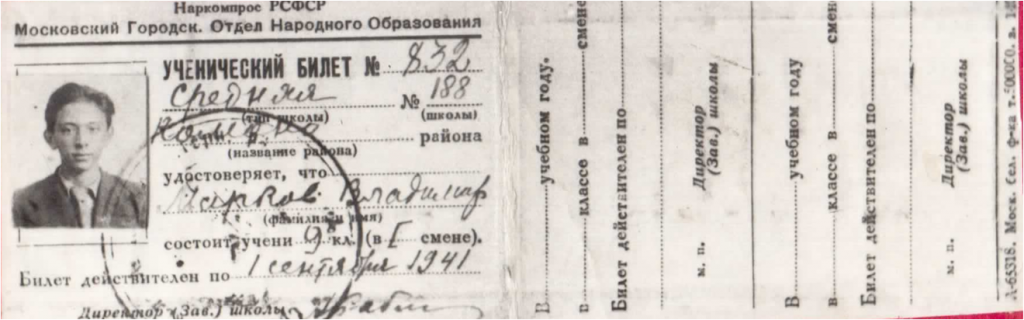 Наркомпрос РСФСР
Московский Городск. Отдел Народного Образования
УЧЕНИЧЕСКИЙ БИЛЕТ № 832
Средняя № 188
(тип школы) (школы)
района
(название района)
удостоверяет, что
Марков Владимир
(фамилия и имя)
состоит учени 9 кл. (в I смене).
Билет действителен по 1 сентября 1941
Директор (Зав.) школы
В учебном году.
в классе в смене
Билет действителен по
м. п. Директор
(Зав.) школы
В учебном году
в классе в смене
Билет действителен по
м. п. Директор
(Зав.) школы